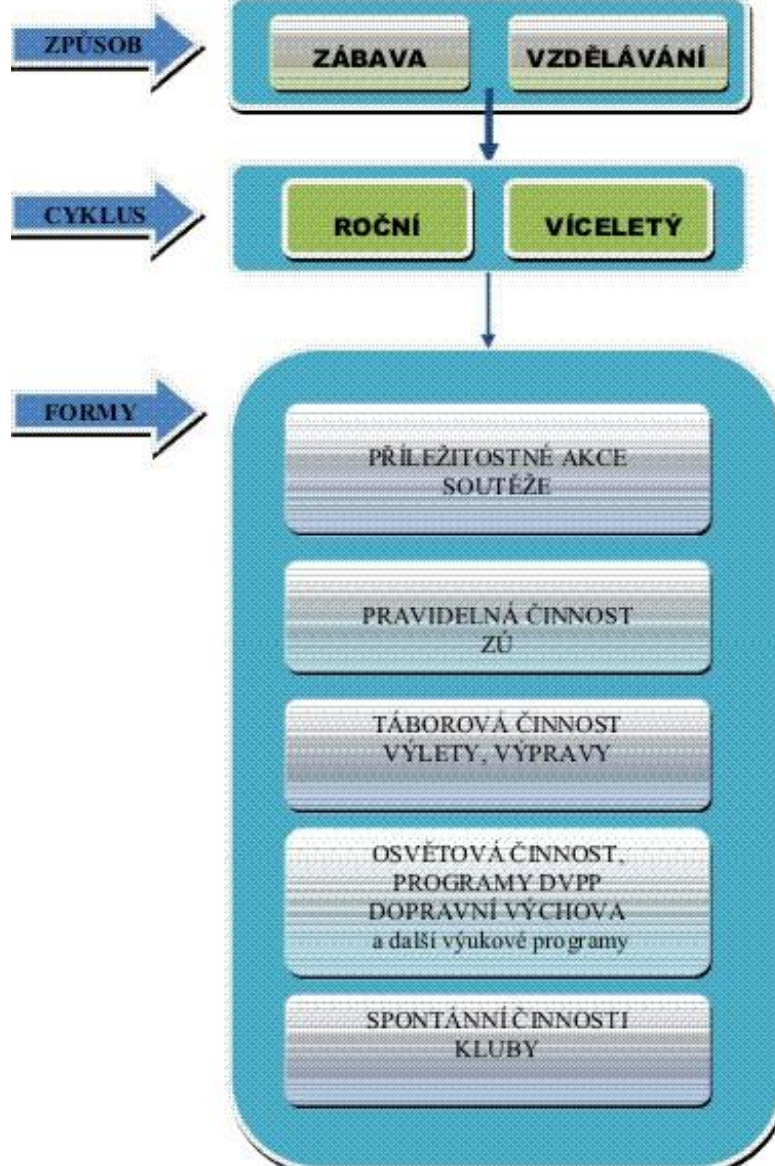 ZPŮSOB
ZÁBAVA
VZDĚLÁVÁNÍ
CYKLUS
ROČNÍ
VÍCELETÝ
FORMY
PŘÍLEŽITOSTNÉ AKCE
SOUTĚŽE
PRAVIDELNÁ ČINNOST
ZÚ
TÁBOROVÁ ČINNOST
VÝLETY, VÝPRAVY
OSVĚTOVÁ ČINNOST,
PROGRAMY DVPP
DOPRAVNÍ VÝCHOVA
a další výukové programy
SPONTÁNNÍ ČINNOSTI
KLUBY